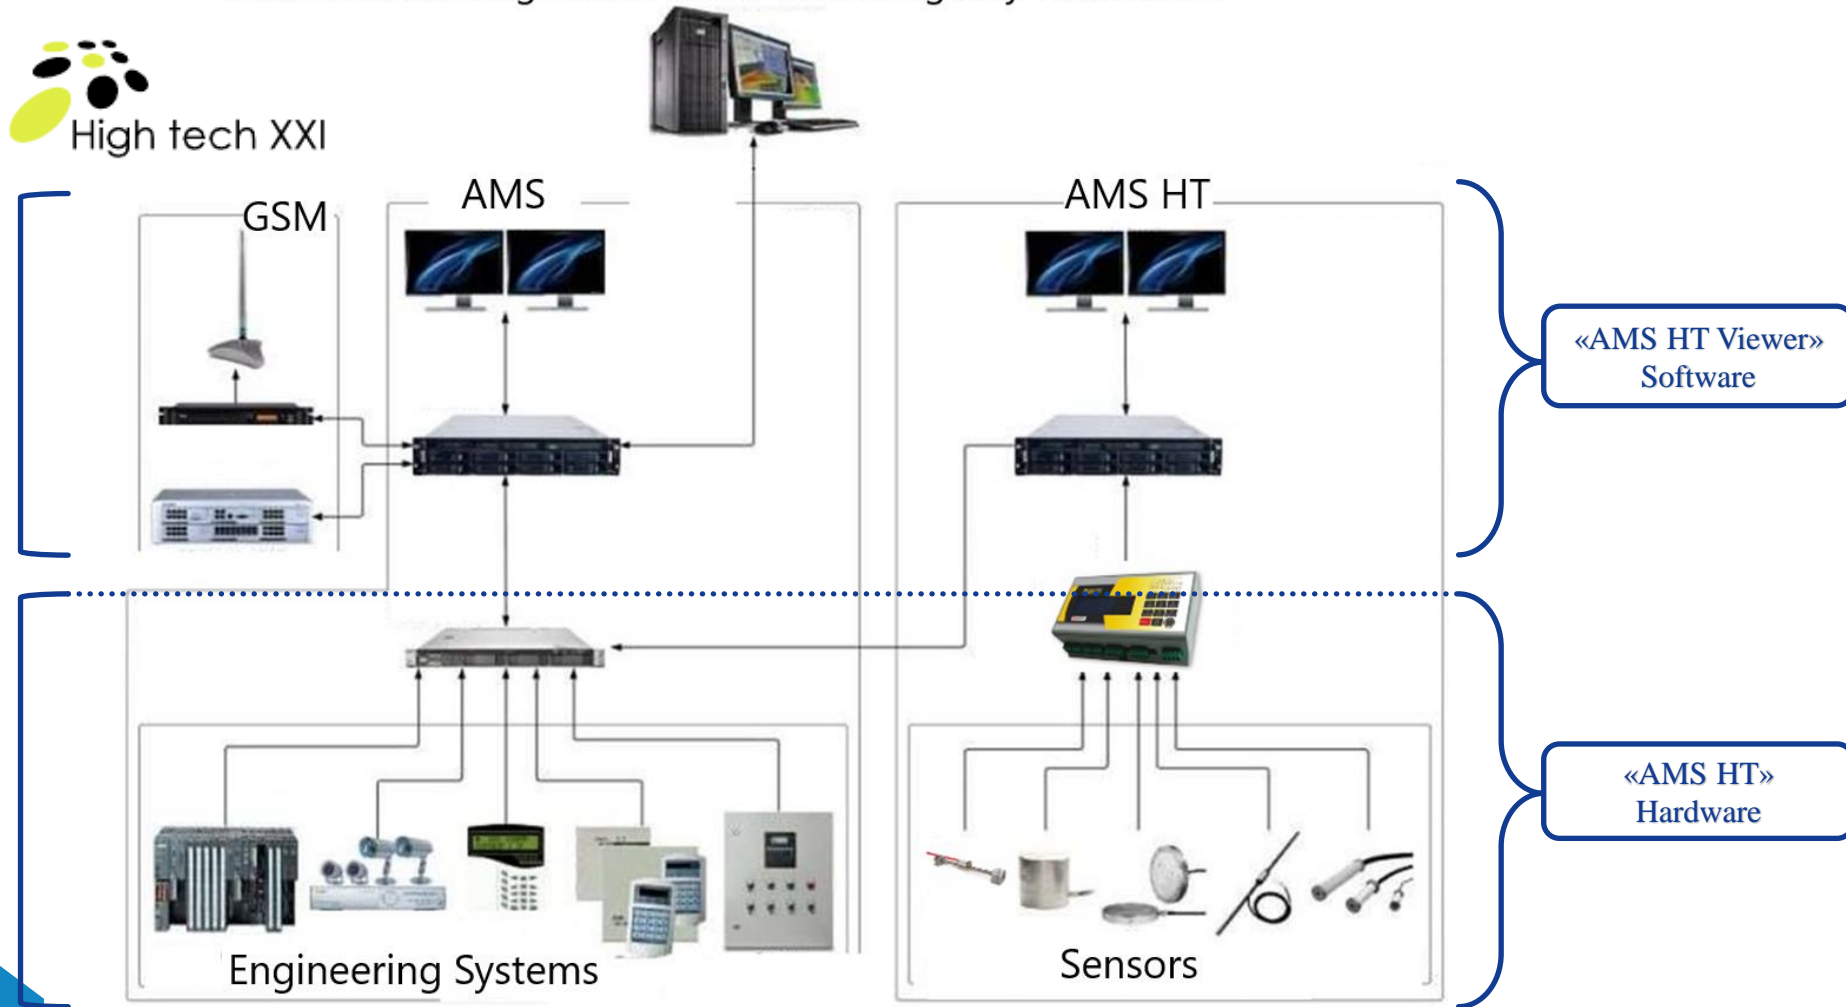 High tech XXI
GSM
AMS
AMS HT
«AMS HT Viewer»
Software
«AMS HT»
Hardware
Engineering Systems
Sensors